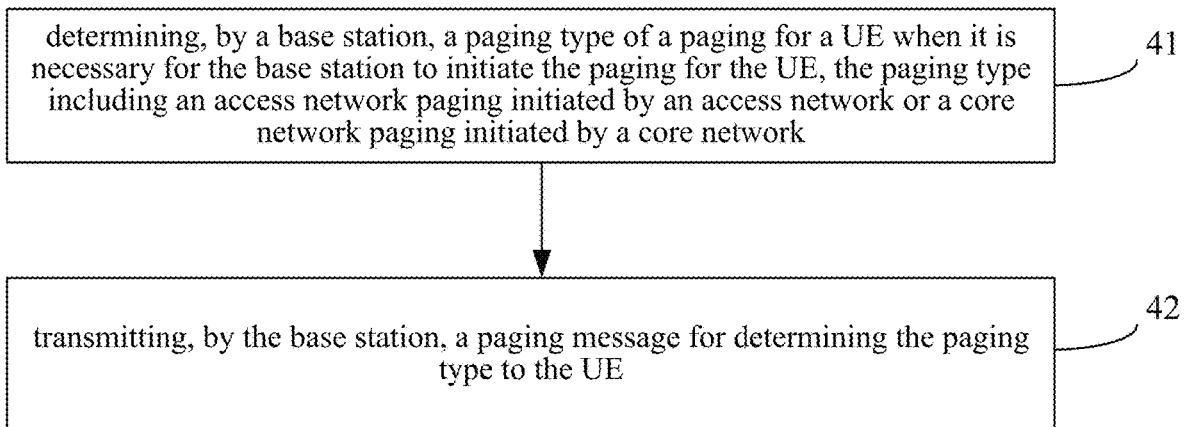 determining, by a base station, a paging type of a paging for a UE when it is
necessary for the base station to initiate the paging for the UE, the paging type
including an access network paging initiated by an access network or a core
network paging initiated by a core network
41
transmitting, by the base station, a paging message for determining the paging
type to the UE
42